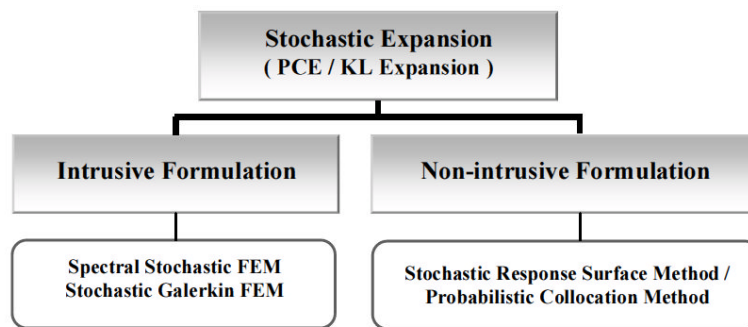 Stochastic Expansion
( PCE / KL Expansion )
Intrusive Formulation
Non-intrusive Formulation
Spectral Stochastic FEM
Stochastic Galerkin FEM
Stochastic Response Surface Method /
Probabilistic Collocation Method